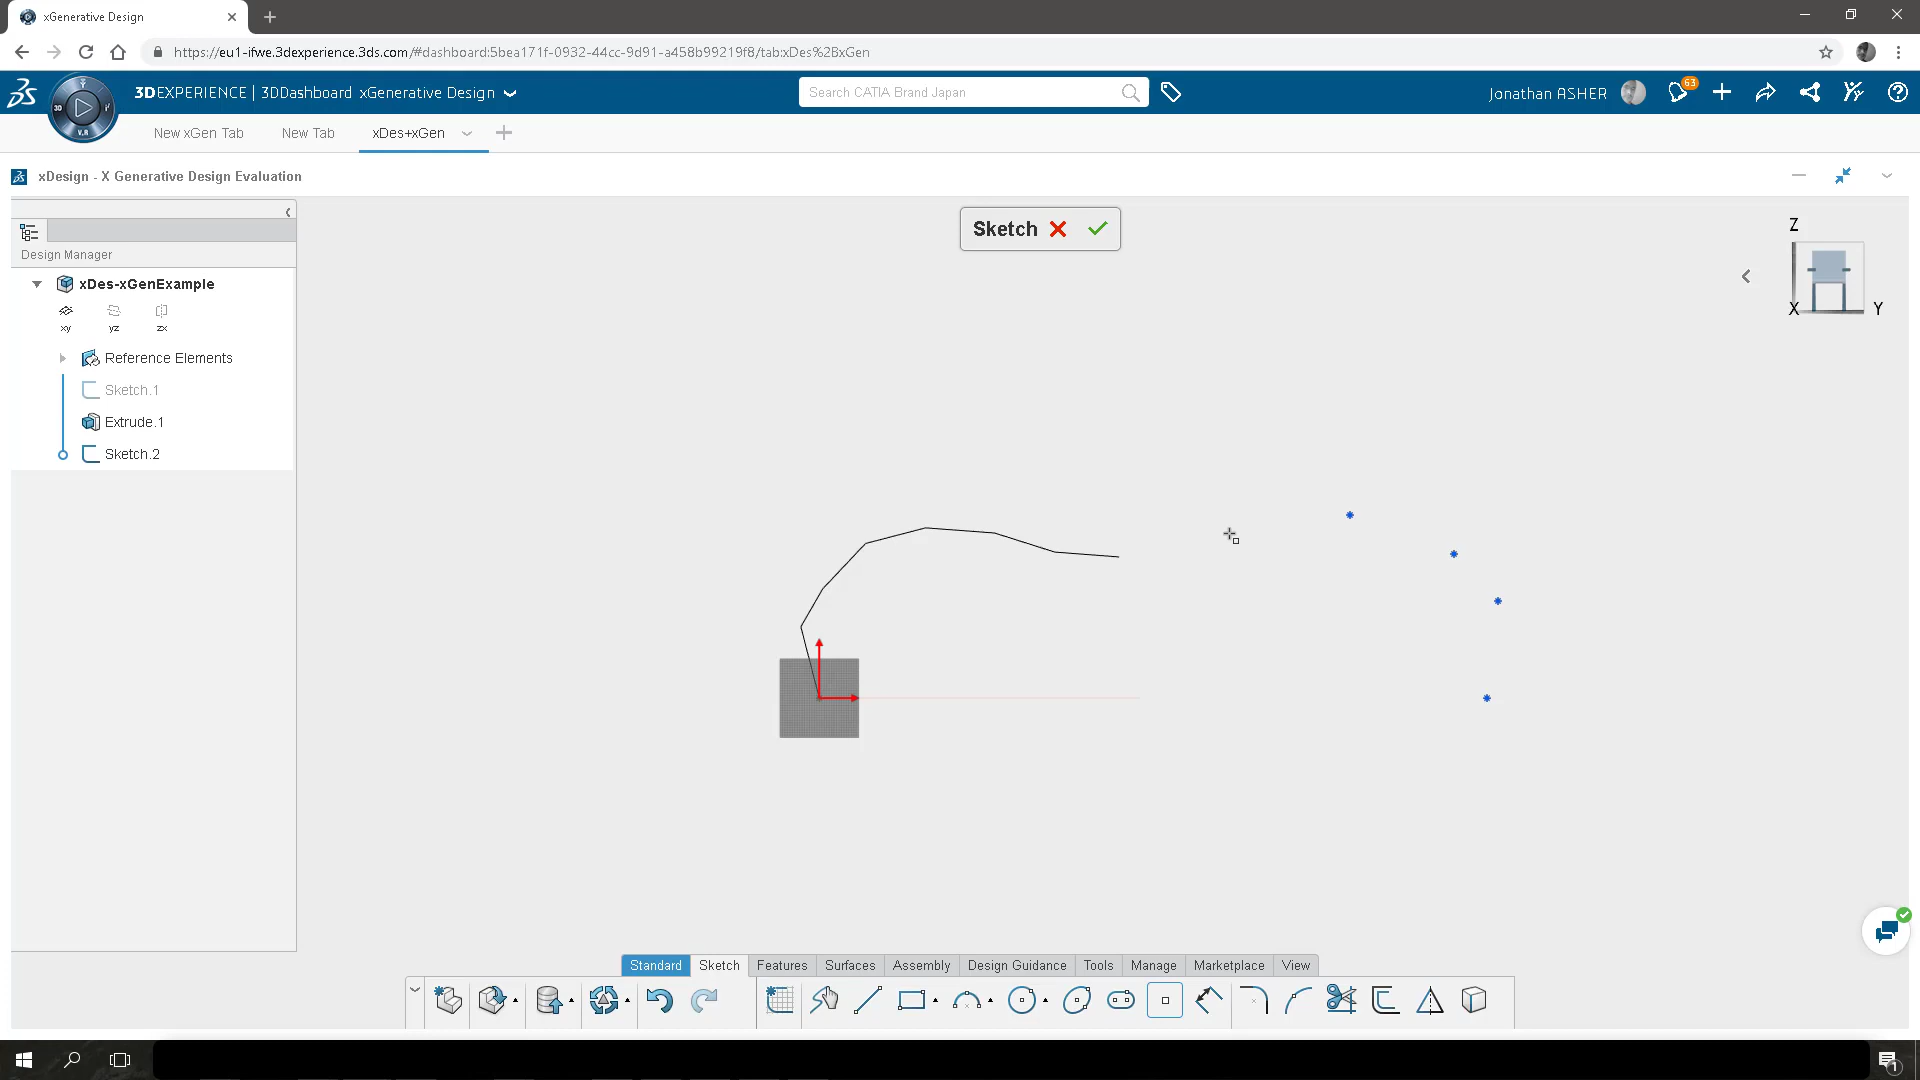 xGenerative Design
https://eu1-ifwe.3dexperience.3ds.com/#dashboard:5bea171f-0932-44cc-9d91-a458b99219f8/tab:xDes%2BxGen
3D
V.R
3DEXPERIENCE | 3DDashboard xGenerative Design
Search CATIA Brand Japan
Jonathan ASHER
63
New xGen Tab
New Tab
xDes+xGen
xDesign - X Generative Design Evaluation
Design Manager
xDes-xGenExample
xy
yz
zx
Reference Elements
Sketch.1
Extrude.1
Sketch.2
Sketch
Z
X
Y
Standard
Sketch
Features
Surfaces
Assembly
Design Guidance
Tools
Manage
Marketplace
View
1